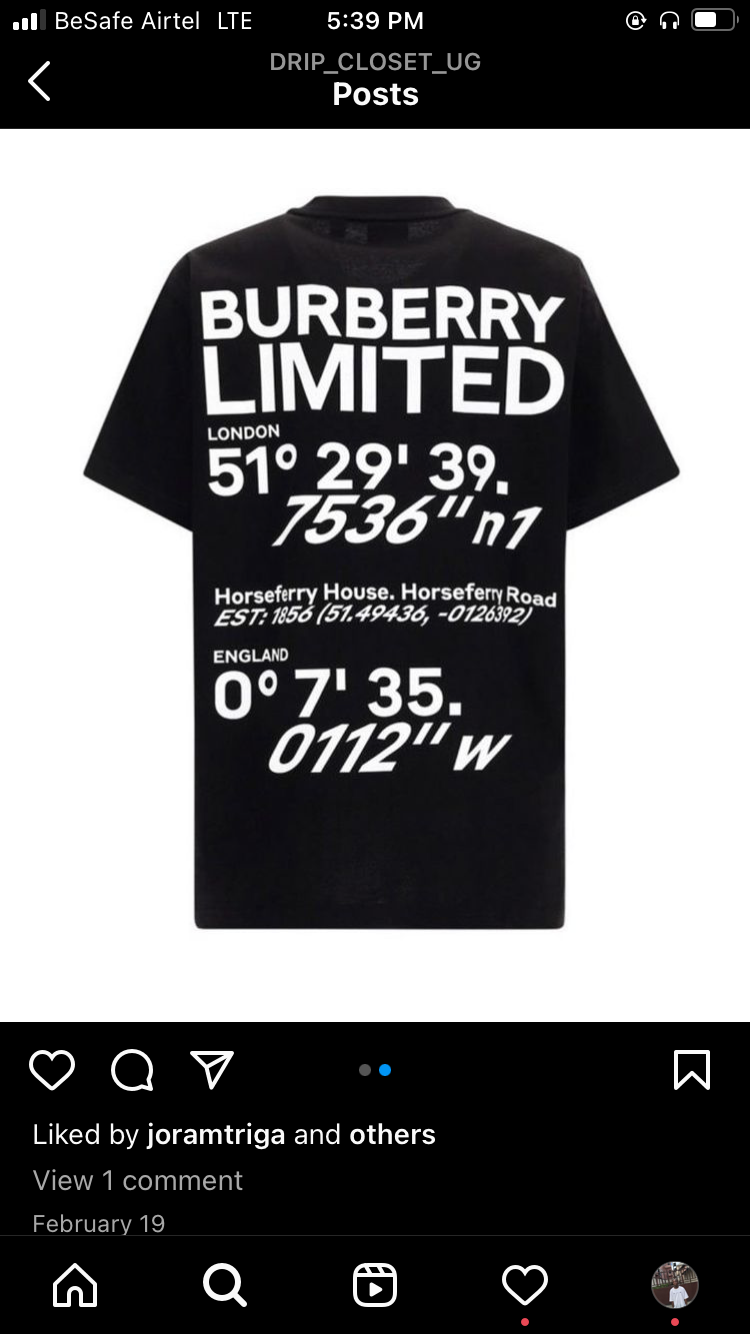 BeSafe Airtel LTE 5:39 PM
DRIP_CLOSET_UG
Posts
BURBERRY
LIMITED
LONDON
51º 29' 39.
7536"n1
Horseferry House. Horseferry Road
EST: 1856 (51.49436, -0126392)
ENGLAND
0º 7' 35.
0112"w
Liked by joramtriga and others
View 1 comment
February 19